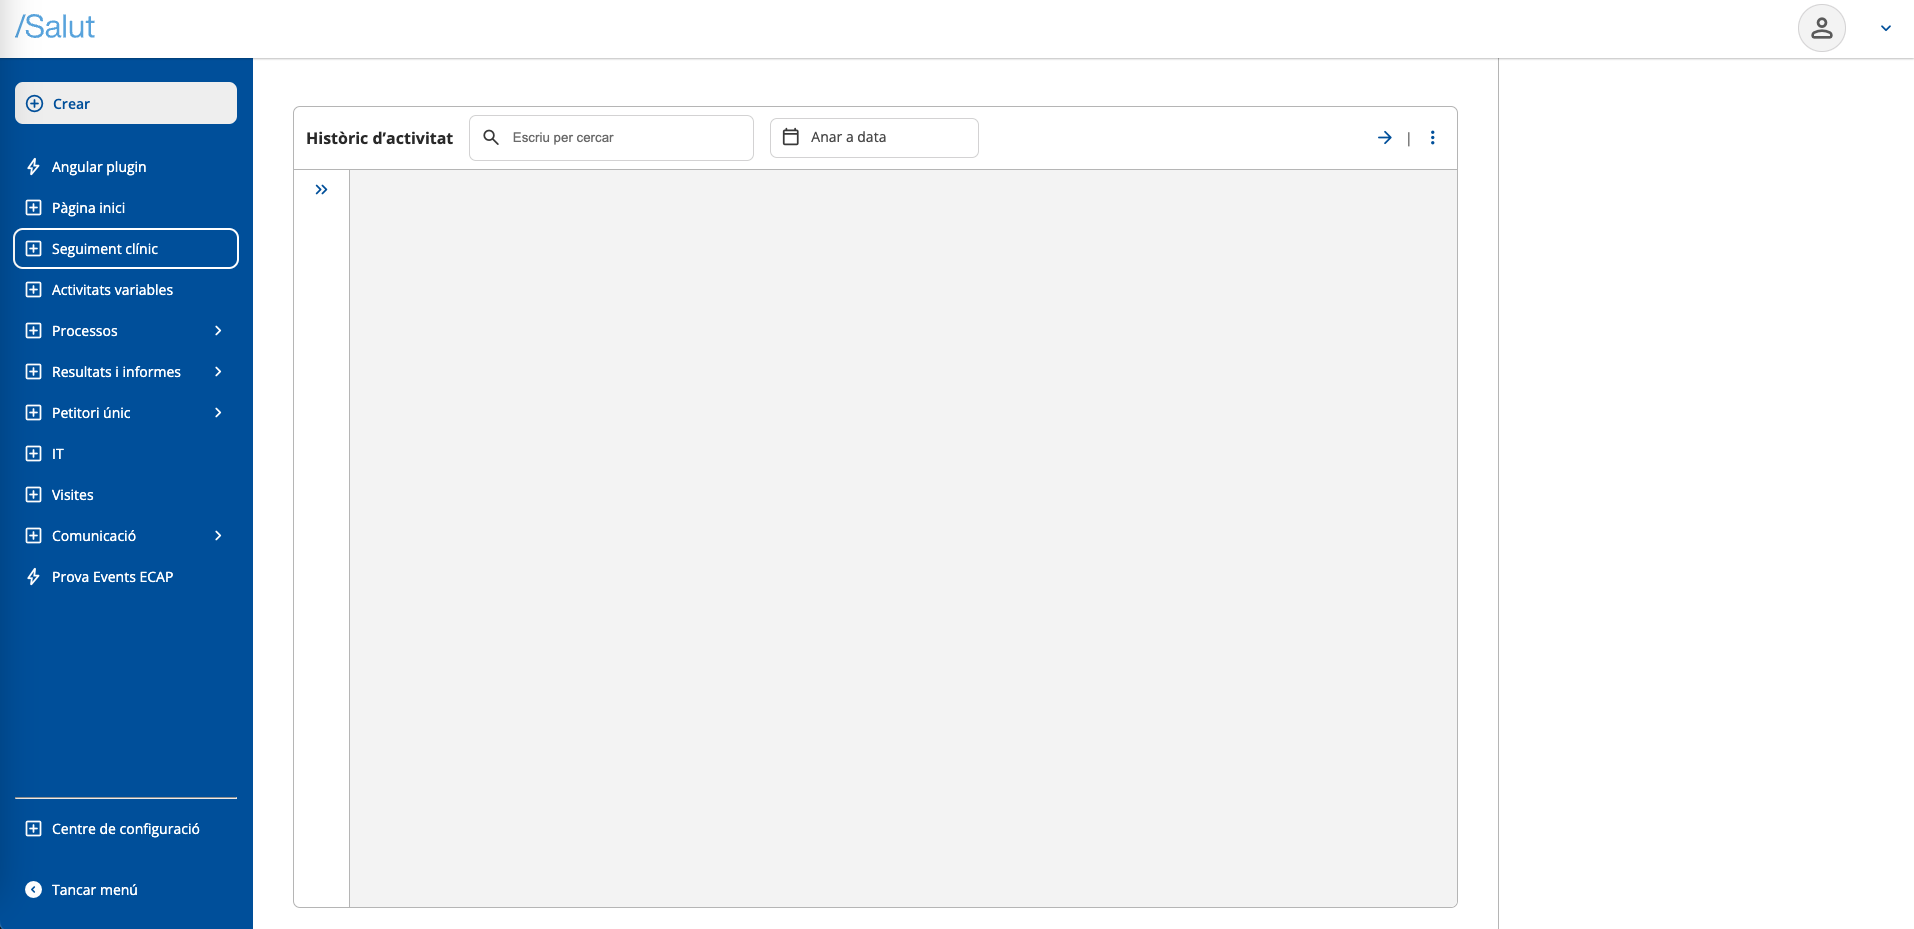 /Salut
Crear
Angular plugin
Pàgina inici
Seguiment clínic
Activitats variables
Processos
Resultats i informes
Petitori únic
IT
Visites
Comunicació
Prova Events ECAP
Centre de configuració
Tancar menú
Històric d’activitat
Escriu per cercar
Anar a data
|